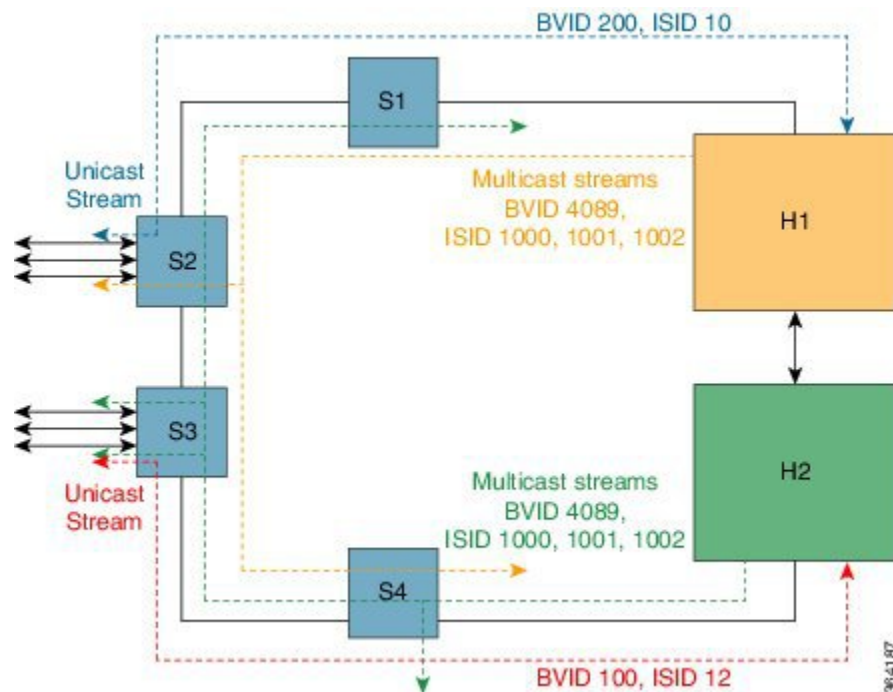 BVID 200, ISID 10
S1
Unicast
Stream
Multicast streams
BVID 4089,
ISID 1000, 1001, 1002
H1
S2
S3
H2
Unicast
Stream
Multicast streams
BVID 4089,
ISID 1000, 1001, 1002
S4
BVID 100, ISID 12
364187